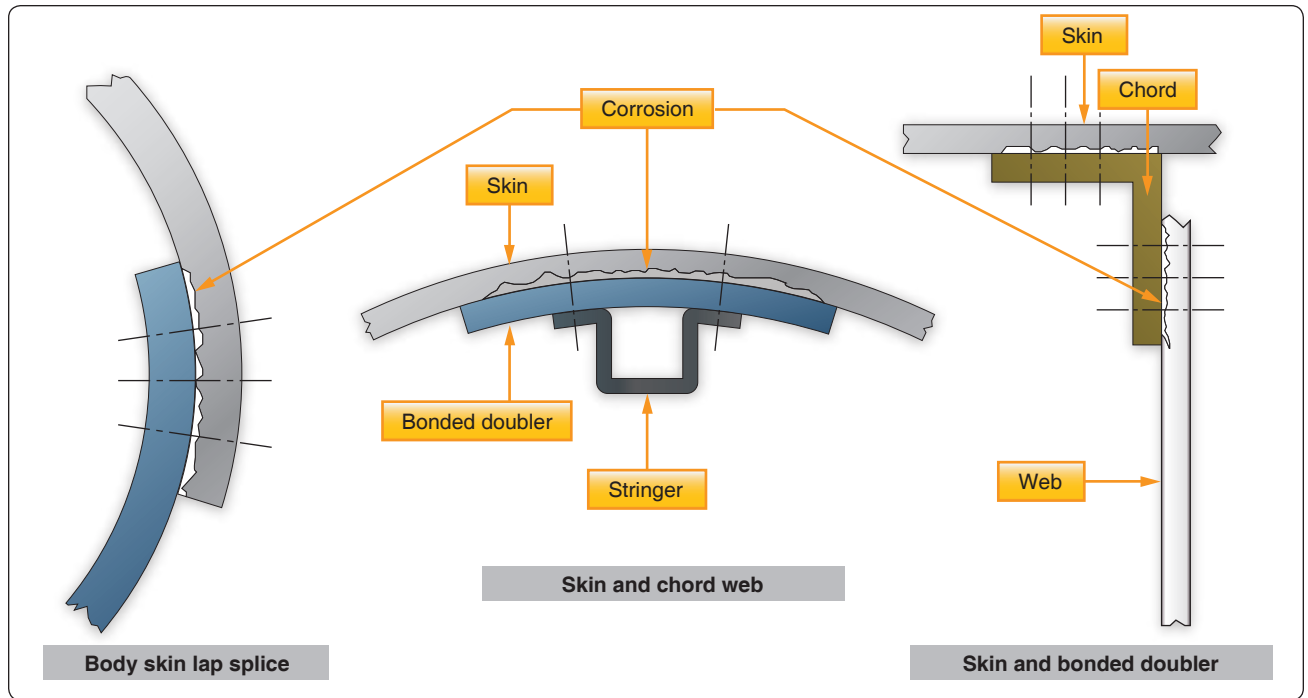 Skin
Chord
Corrosion
Skin
Bonded doubler
Stringer
Web
Skin and chord web
Body skin lap splice
Skin and bonded doubler